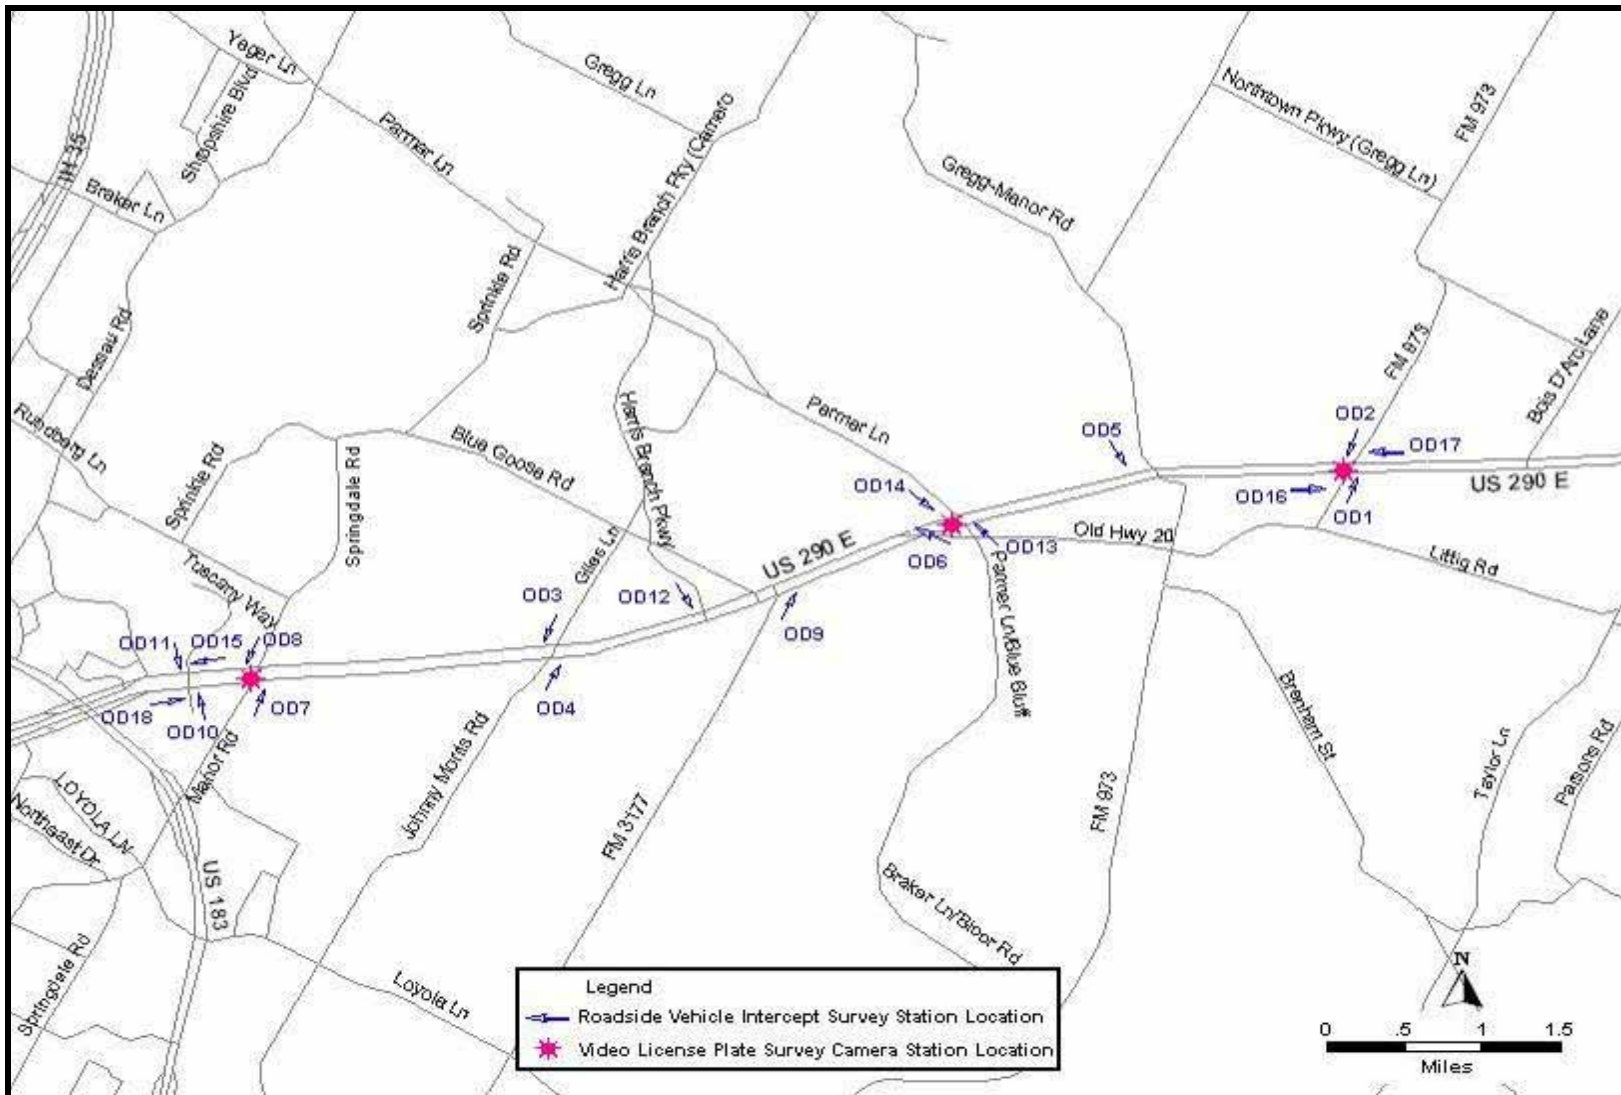 Yager Ln
Shropshire Blvd
IH 35
Braker Ln
Parmer Ln
Gregg Ln
Harris Branch Pky (Camero
Gregg-Manor Rd
Northtown Pkwy (Gregg Ln)
FM 973
FM 973
Bois D'Arc Lane
Dessau Rd
Sprinkle Rd
Rundberg Ln
Sprinkle Rd
Springdale Rd
Blue Goose Rd
Harris Branch Pkwy
Parmer Ln
OD5
OD2
OD17
OD14
OD16
OD1
US 290 E
US 290 E
Giles Ln
OD6
OD13
Old Hwy 20
Littig Rd
Tuscany Way
OD3
OD12
OD9
Parmer Ln/Blue Bluff
OD11
OD15
OD8
OD18
OD10
OD7
OD4
Manor Rd
Johnny Morris Rd
FM 3177
FM 973
Brenham St
Taylor Ln
Parsons Rd
LOYOLA LN
Northeast Dr
US 183
Braker Ln/Bloor Rd
Springdale Rd
Loyola Ln
N
Legend
Roadside Vehicle Intercept Survey Station Location
Video License Plate Survey Camera Station Location
0 .5 1 1.5
Miles